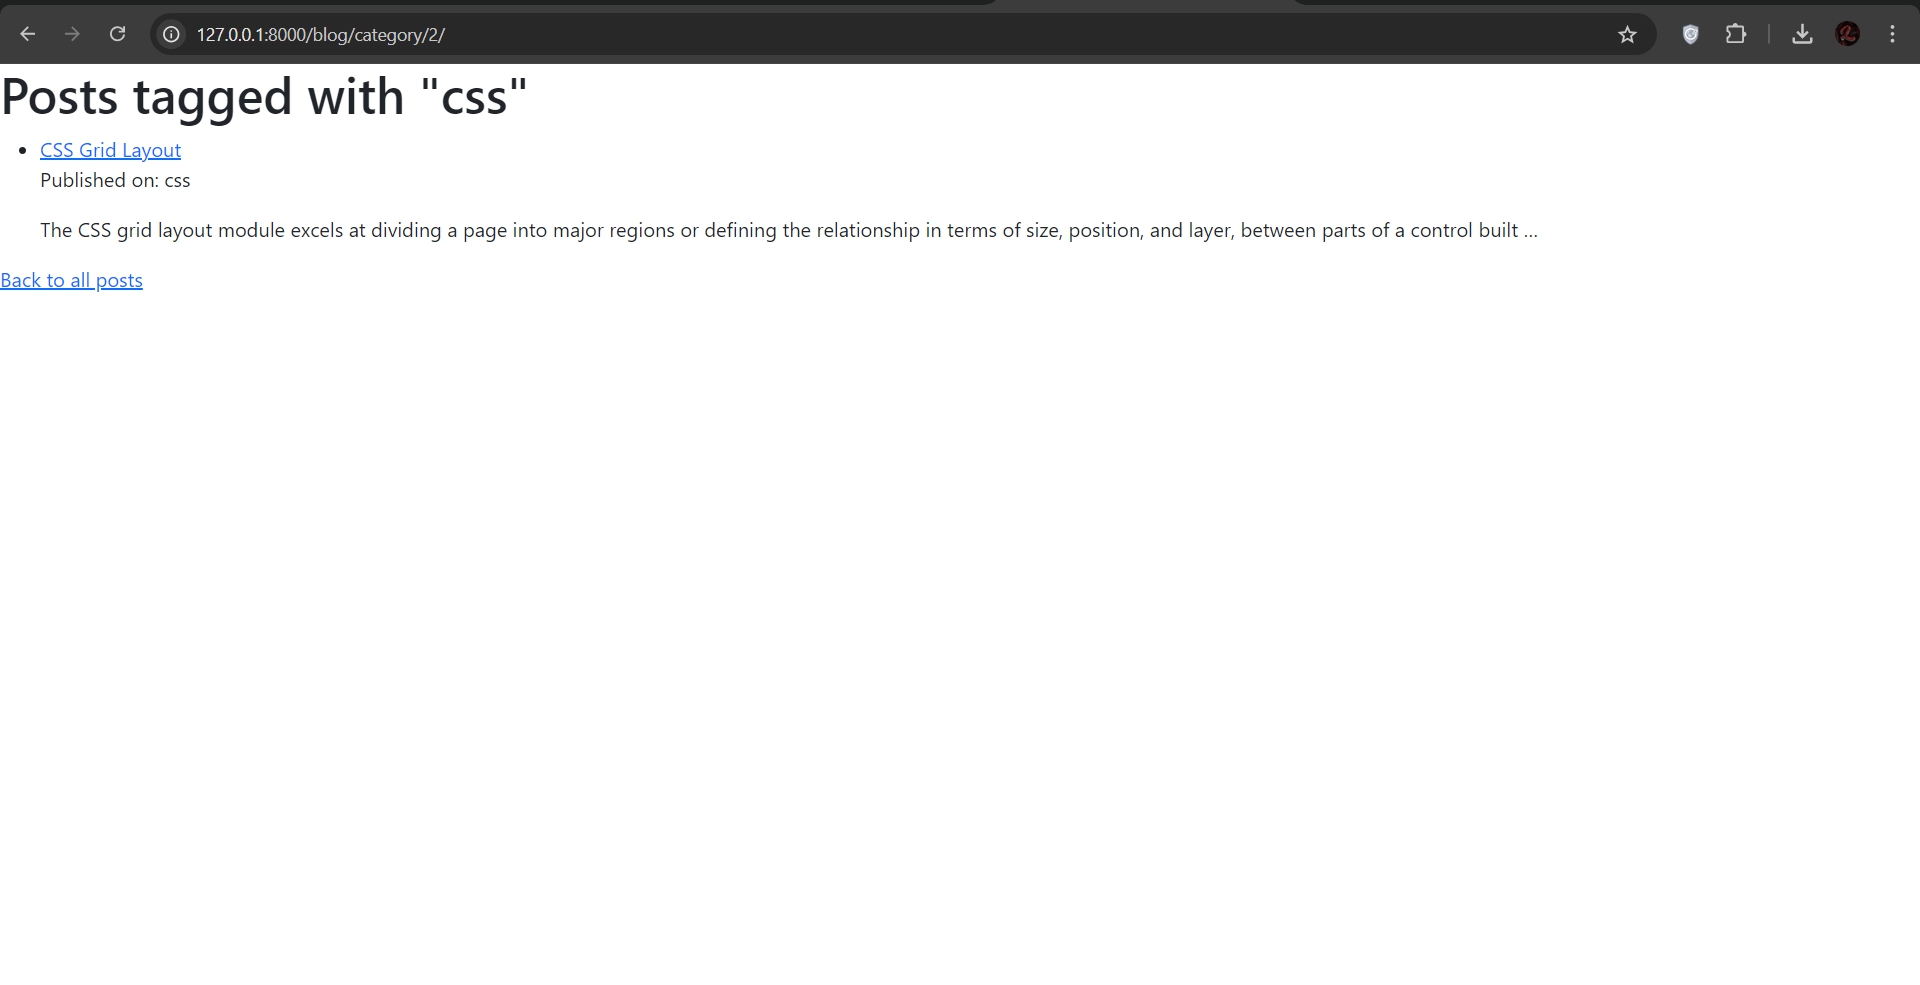 127.0.0.1:8000/blog/category/2/
Posts tagged with "css"
CSS Grid Layout
Published on: css
The CSS grid layout module excels at dividing a page into major regions or defining the relationship in terms of size, position, and layer, between parts of a control built ...
Back to all posts